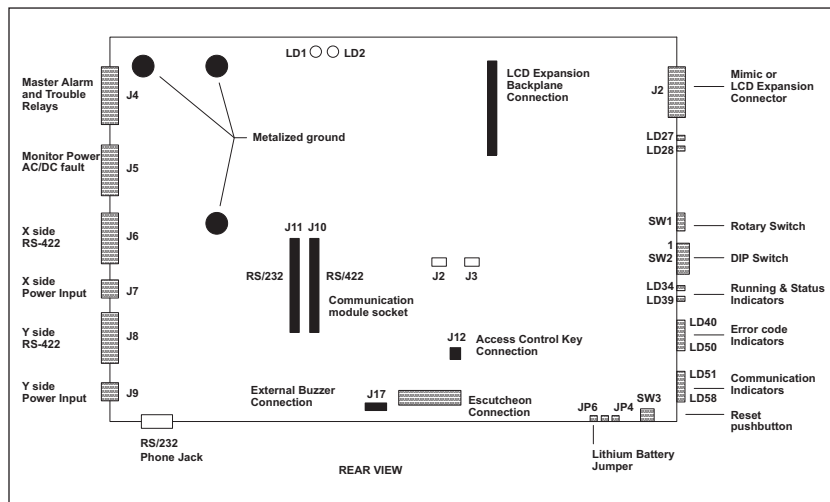 LD1
LD2
Master Alarm
and Trouble
Relays
J4
LCD Expansion
Backplane
Connection
J2
Mimic or
LCD Expansion
Connector
Metalized ground
LD27
LD28
Monitor Power
AC/DC fault
J5
X side
RS-422
J6
J11
J10
SW1
Rotary Switch
1
SW2
DIP Switch
RS/232
RS/422
J2
J3
X side
Power Input
J7
Communication
module socket
LD34
LD39
Running & Status
Indicators
Y side
RS-422
J8
J12
Access Control Key
Connection
LD40
LD50
Error code
Indicators
Y side
Power Input
J9
External Buzzer
Connection
J17
Escutcheon
Connection
LD51
LD58
Communication
Indicators
JP6
JP4
SW3
Reset
pushbutton
RS/232
Phone Jack
Lithium Battery
Jumper
REAR VIEW